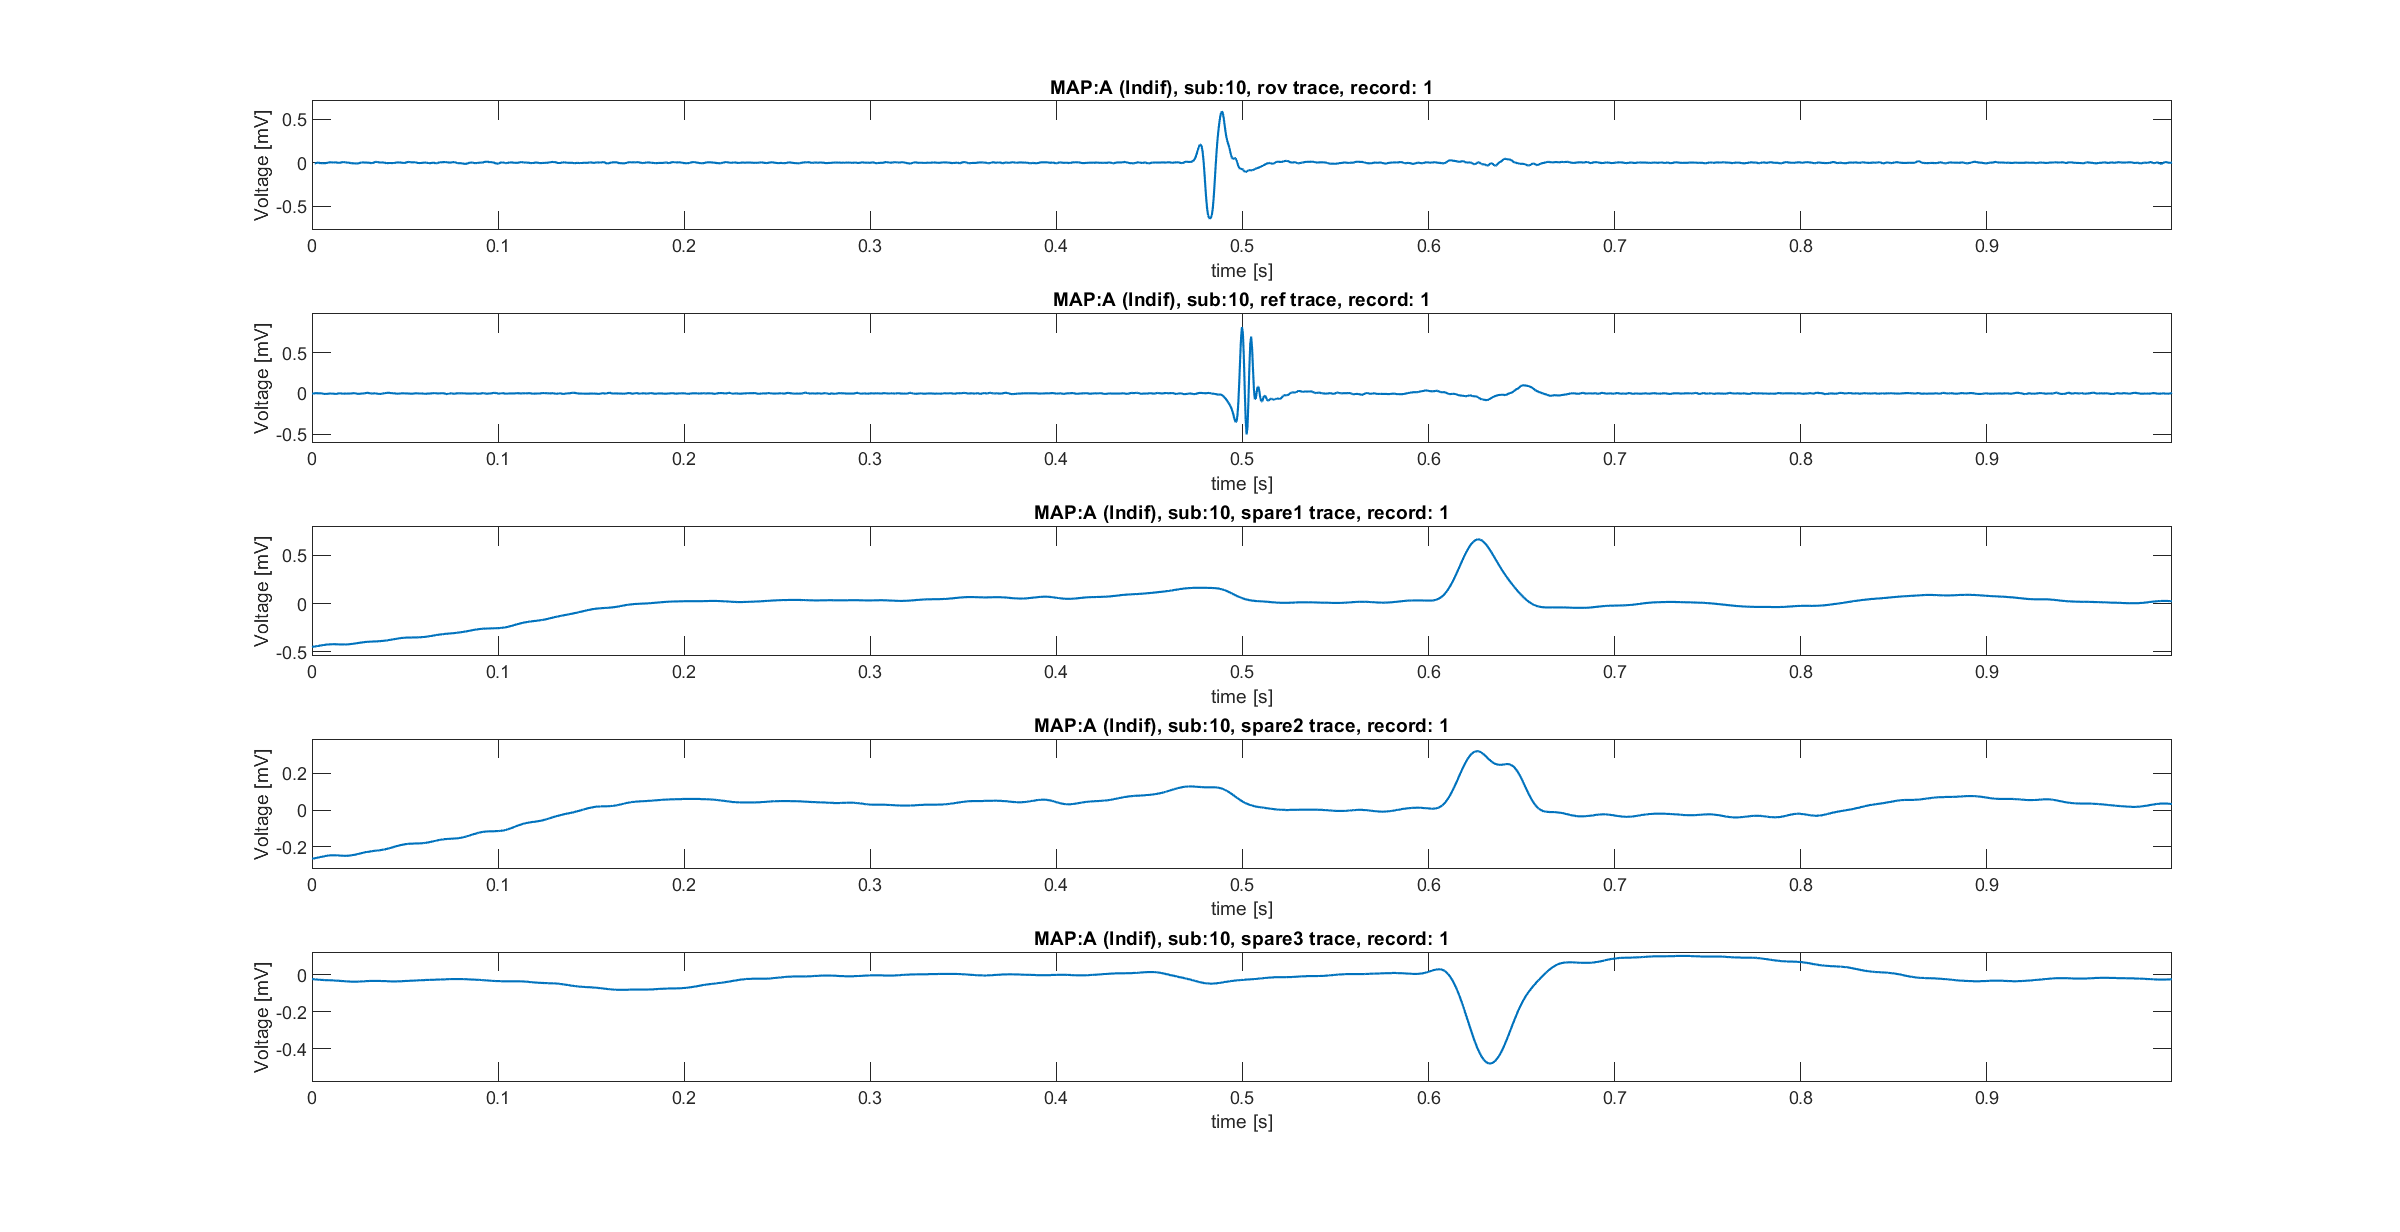 MAP:A (Indif), sub:10, rov trace, record: 1
Voltage [mV]
0.5
0
-0.5
0 0.1 0.2 0.3 0.4 0.5 0.6 0.7 0.8 0.9
time [s]
MAP:A (Indif), sub:10, ref trace, record: 1
Voltage [mV]
0.5
0
-0.5
0 0.1 0.2 0.3 0.4 0.5 0.6 0.7 0.8 0.9
time [s]
MAP:A (Indif), sub:10, spare1 trace, record: 1
Voltage [mV]
0.5
0
-0.5
0 0.1 0.2 0.3 0.4 0.5 0.6 0.7 0.8 0.9
time [s]
MAP:A (Indif), sub:10, spare2 trace, record: 1
Voltage [mV]
0.2
0
-0.2
0 0.1 0.2 0.3 0.4 0.5 0.6 0.7 0.8 0.9
time [s]
MAP:A (Indif), sub:10, spare3 trace, record: 1
Voltage [mV]
0
-0.2
-0.4
0 0.1 0.2 0.3 0.4 0.5 0.6 0.7 0.8 0.9
time [s]